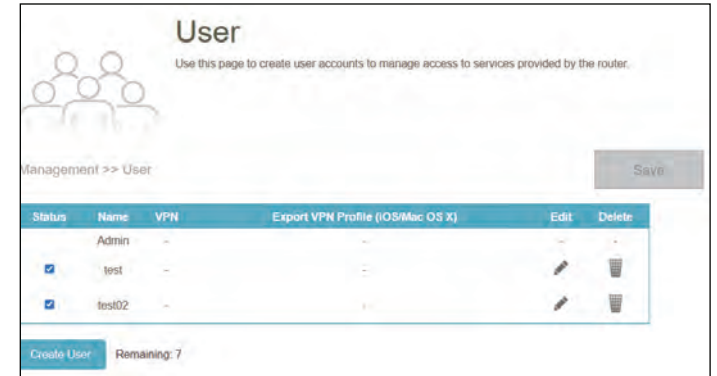 User
Use this page to create user accounts to manage access to services provided by the router.
Management >> User
Save
Status Name VPN Export VPN Profile (iOS/Mac OS X) Edit Delete
Admin - - - -
test - -
test02 - -
Create User Remaining: 7